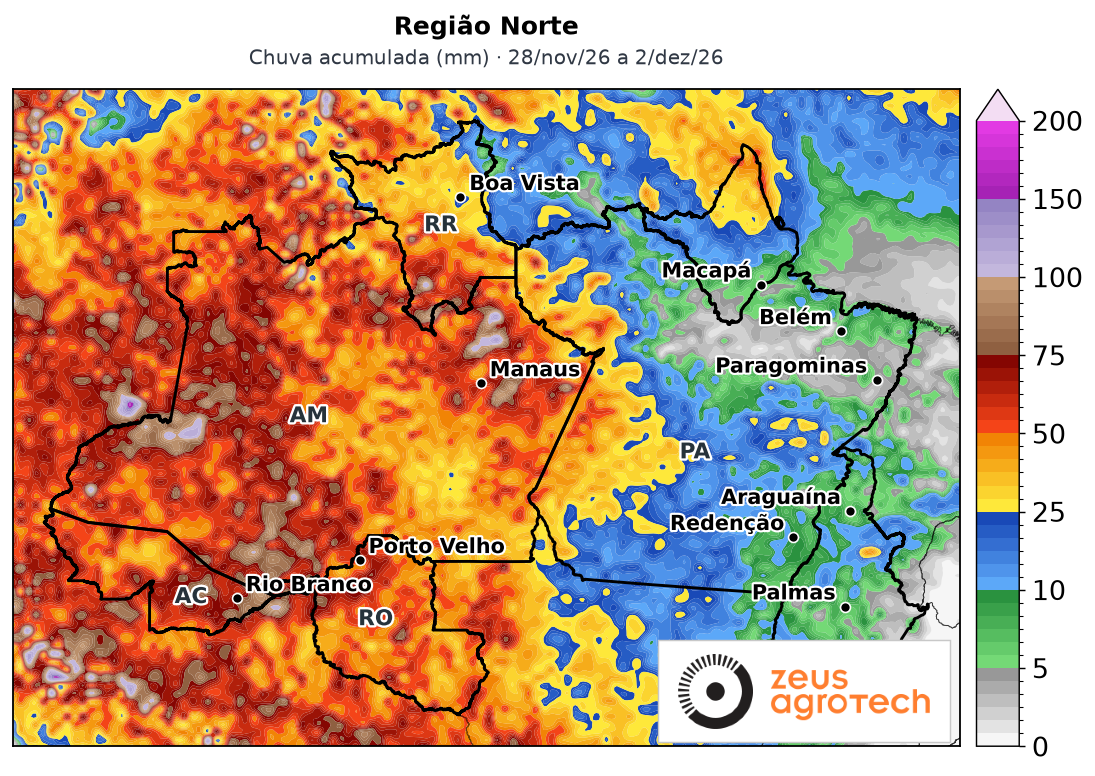 Região Norte
Chuva acumulada (mm) · 28/nov/26 a 2/dez/26
200
150
100
75
50
25
10
5
0
Boa Vista
RR
Macapá
Belém
Paragominas
Manaus
AM
PA
Araguaína
Redenção
Porto Velho
Rio Branco
AC
RO
Palmas
zeus
agrotech